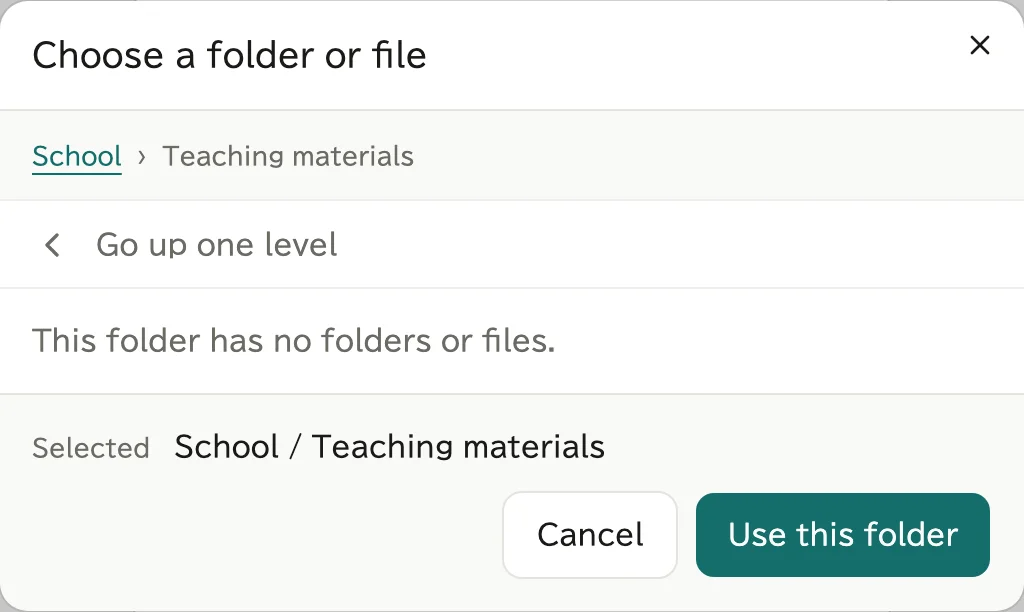 Choose a folder or file
School › Teaching materials
Go up one level
This folder has no folders or files.
Selected School / Teaching materials
Cancel Use this folder